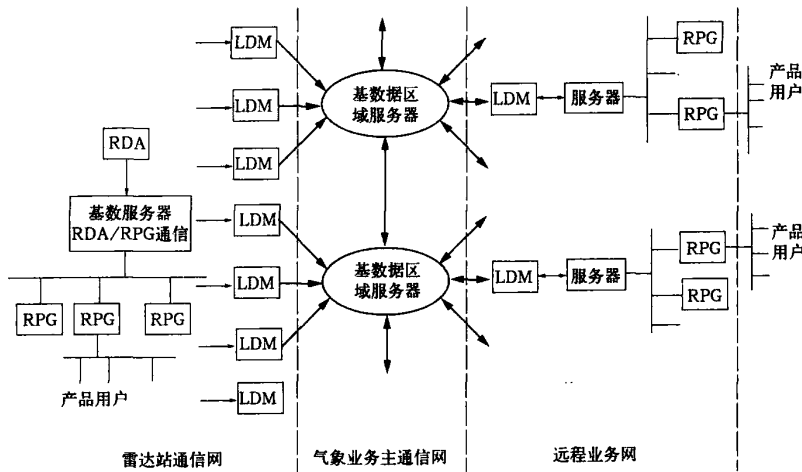 LDM
RPG
基数据区
域服务器
LDM
LDM
服务器
RPG
产品
用户
RDA
LDM
基数服务器
RDA/RPG通信
LDM
基数据区
域服务器
LDM
LDM
服务器
RPG
产品
用户
RPG
RPG
RPG
RPG
LDM
产品用户
LDM
雷达站通信网
气象业务主通信网
远程业务网